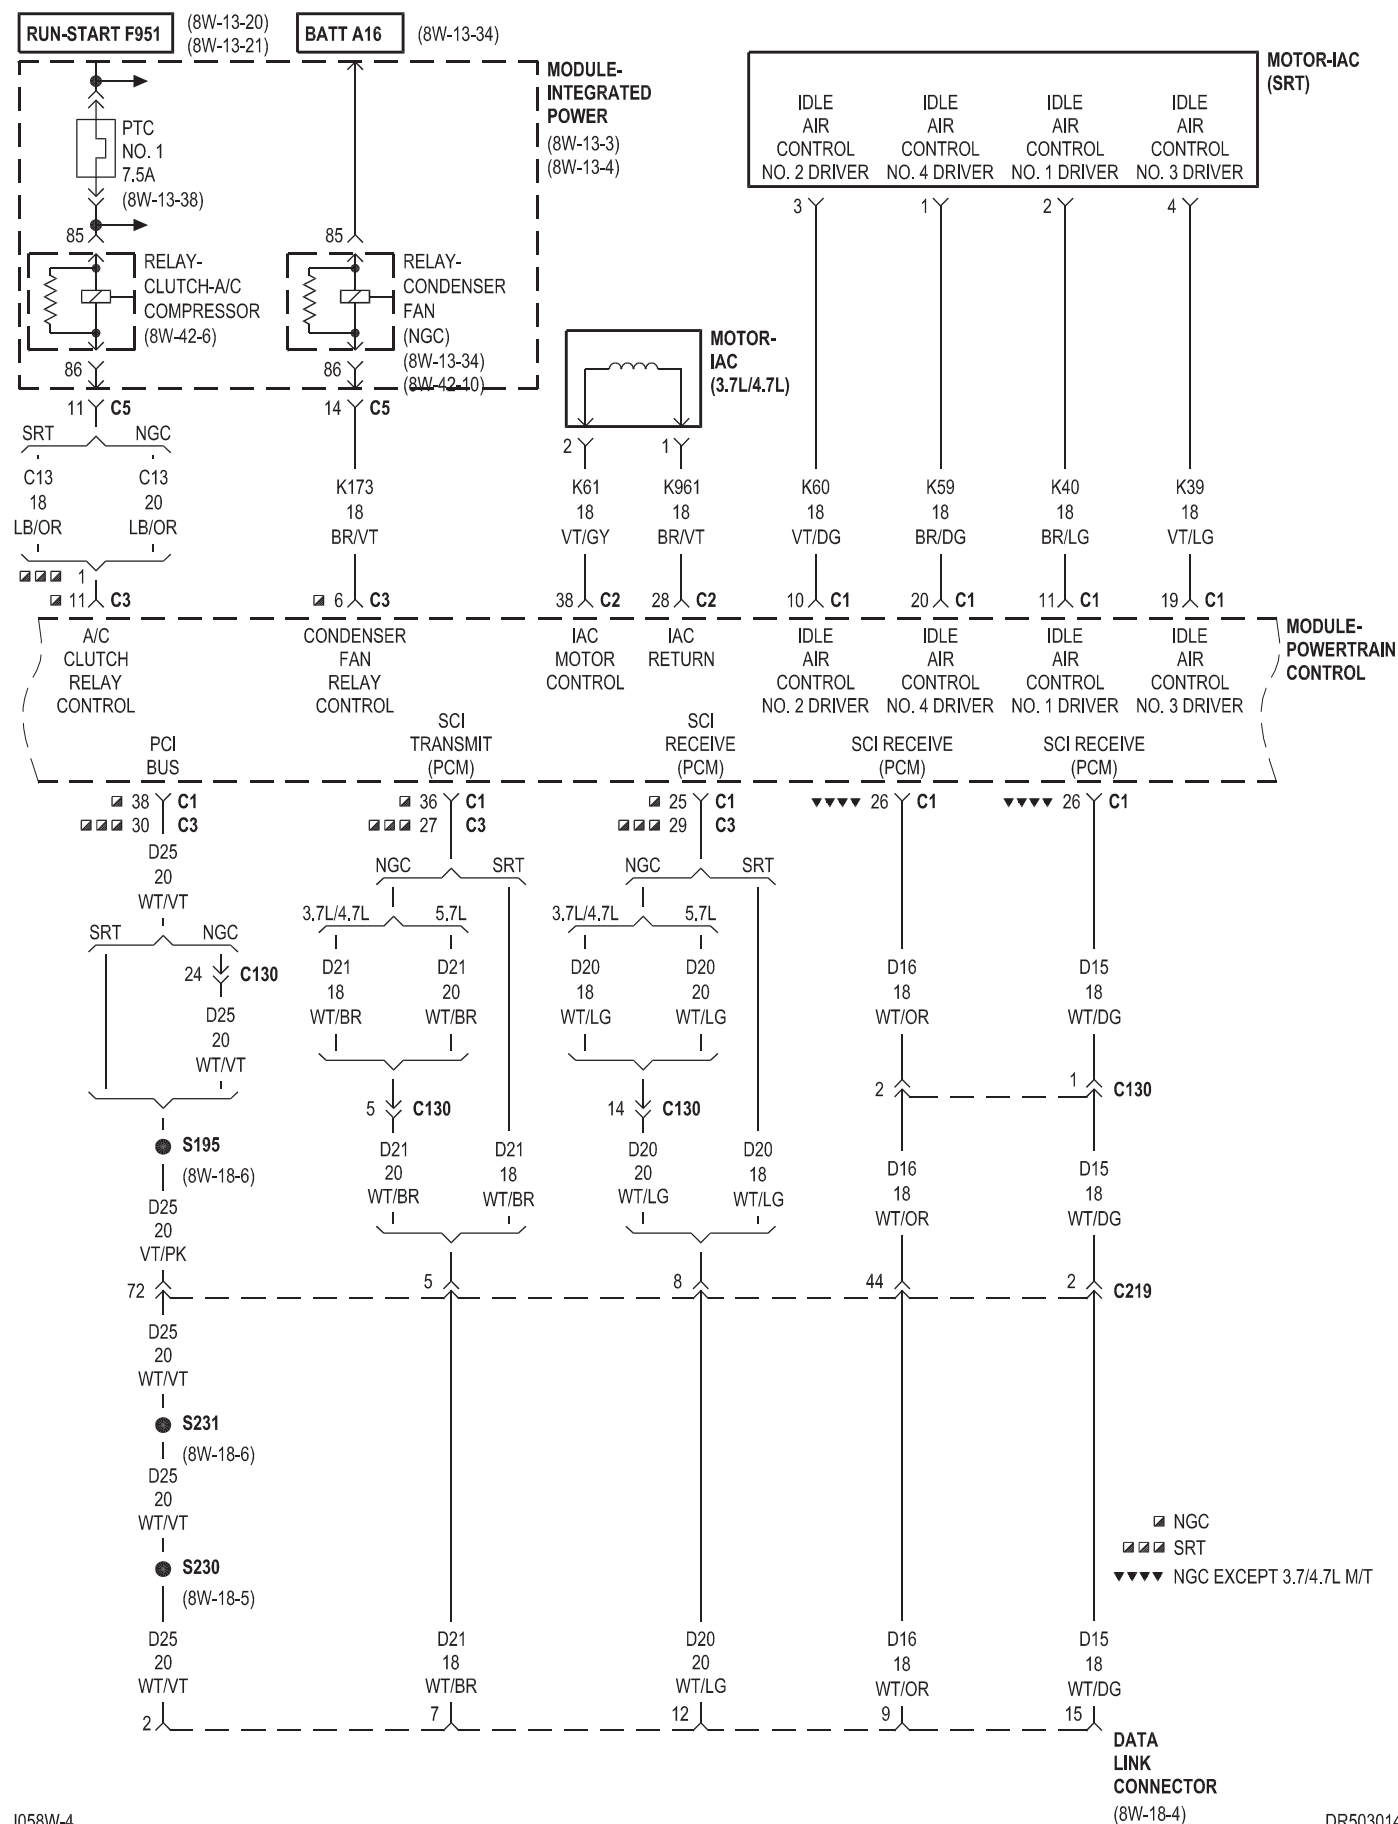 RUN-START F951
(8W-13-20)
(8W-13-21)
BATT A16
(8W-13-34)
MODULE-
INTEGRATED
POWER
(8W-13-3)
(8W-13-4)
MOTOR-IAC
(SRT)
IDLE
AIR
CONTROL
NO. 2 DRIVER
IDLE
AIR
CONTROL
NO. 4 DRIVER
IDLE
AIR
CONTROL
NO. 1 DRIVER
IDLE
AIR
CONTROL
NO. 3 DRIVER
PTC
NO. 1
7.5A
(8W-13-38)
3
1
2
4
85
85
RELAY-
CLUTCH-A/C
COMPRESSOR
(8W-42-6)
RELAY-
CONDENSER
FAN
(NGC)
(8W-13-34)
(8W-42-10)
MOTOR-
IAC
(3.7L/4.7L)
86
86
11 C5
14 C5
SRT NGC
2
1
C13
18
LB/OR
C13
20
LB/OR
K173
18
BR/VT
K61
18
VT/GY
K961
18
BR/VT
K60
18
VT/DG
K59
18
BR/DG
K40
18
BR/LG
K39
18
VT/LG
1
11 C3
6 C3
38 C2
28 C2
10 C1
20 C1
11 C1
19 C1
MODULE-
POWERTRAIN
CONTROL
A/C
CLUTCH
RELAY
CONTROL
CONDENSER
FAN
RELAY
CONTROL
IAC
MOTOR
CONTROL
IAC
RETURN
IDLE
AIR
CONTROL
NO. 2 DRIVER
IDLE
AIR
CONTROL
NO. 4 DRIVER
IDLE
AIR
CONTROL
NO. 1 DRIVER
IDLE
AIR
CONTROL
NO. 3 DRIVER
PCI
BUS
SCI
TRANSMIT
(PCM)
SCI
RECEIVE
(PCM)
SCI RECEIVE
(PCM)
SCI RECEIVE
(PCM)
38 C1
30 C3
36 C1
27 C3
25 C1
29 C3
26 C1
26 C1
D25
20
WT/VT
NGC SRT
NGC SRT
3.7L/4.7L 5.7L
3.7L/4.7L 5.7L
SRT NGC
24 C130
D25
20
WT/VT
D21
18
WT/BR
D21
20
WT/BR
D20
18
WT/LG
D20
20
WT/LG
D16
18
WT/OR
D15
18
WT/DG
2
1
C130
5 C130
14 C130
S195
(8W-18-6)
D21
20
WT/BR
D21
18
WT/BR
D20
20
WT/LG
D20
18
WT/LG
D16
18
WT/OR
D15
18
WT/DG
D25
20
VT/PK
72
5
8
44
2
C219
D25
20
WT/VT
S231
(8W-18-6)
D25
20
WT/VT
S230
(8W-18-5)
NGC
SRT
NGC EXCEPT 3.7/4.7L M/T
D25
20
WT/VT
D21
18
WT/BR
D20
20
WT/LG
D16
18
WT/OR
D15
18
WT/DG
2
7
12
9
15
DATA
LINK
CONNECTOR
(8W-18-4)
J058W-4
DR503014